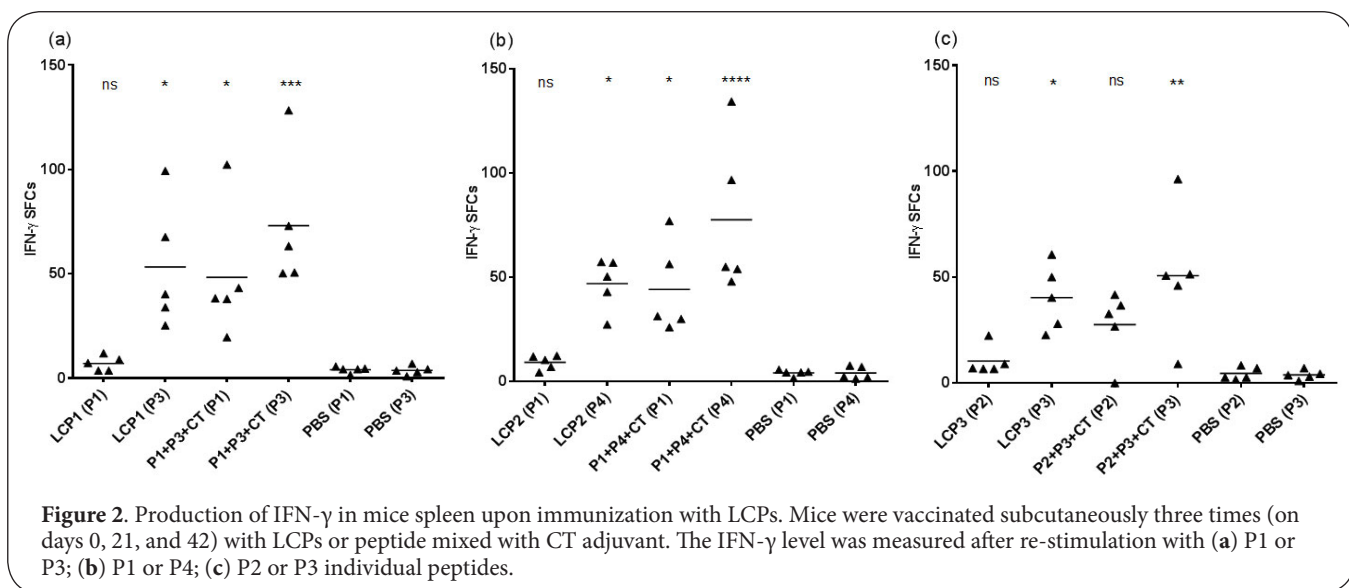 (a)
150
100
50
0
IFN-γ SFCs
ns * * ***
LCP1 (P1)
LCP1 (P3)
P1+P3+CT (P1)
P1+P3+CT (P3)
PBS (P1)
PBS (P3)
(b)
150
100
50
0
IFN-γ SFCs
ns * * ****
LCP2 (P1)
LCP2 (P4)
P1+P4+CT (P1)
P1+P4+CT (P4)
PBS (P1)
PBS (P4)
(c)
150
100
50
0
IFN-γ SFCs
ns * ns **
LCP3 (P2)
LCP3 (P3)
P2+P3+CT (P2)
P2+P3+CT (P3)
PBS (P2)
PBS (P3)
Figure 2. Production of IFN-γ in mice spleen upon immunization with LCPs. Mice were vaccinated subcutaneously three times (on
days 0, 21, and 42) with LCPs or peptide mixed with CT adjuvant. The IFN-γ level was measured after re-stimulation with (a) P1 or
P3; (b) P1 or P4; (c) P2 or P3 individual peptides.